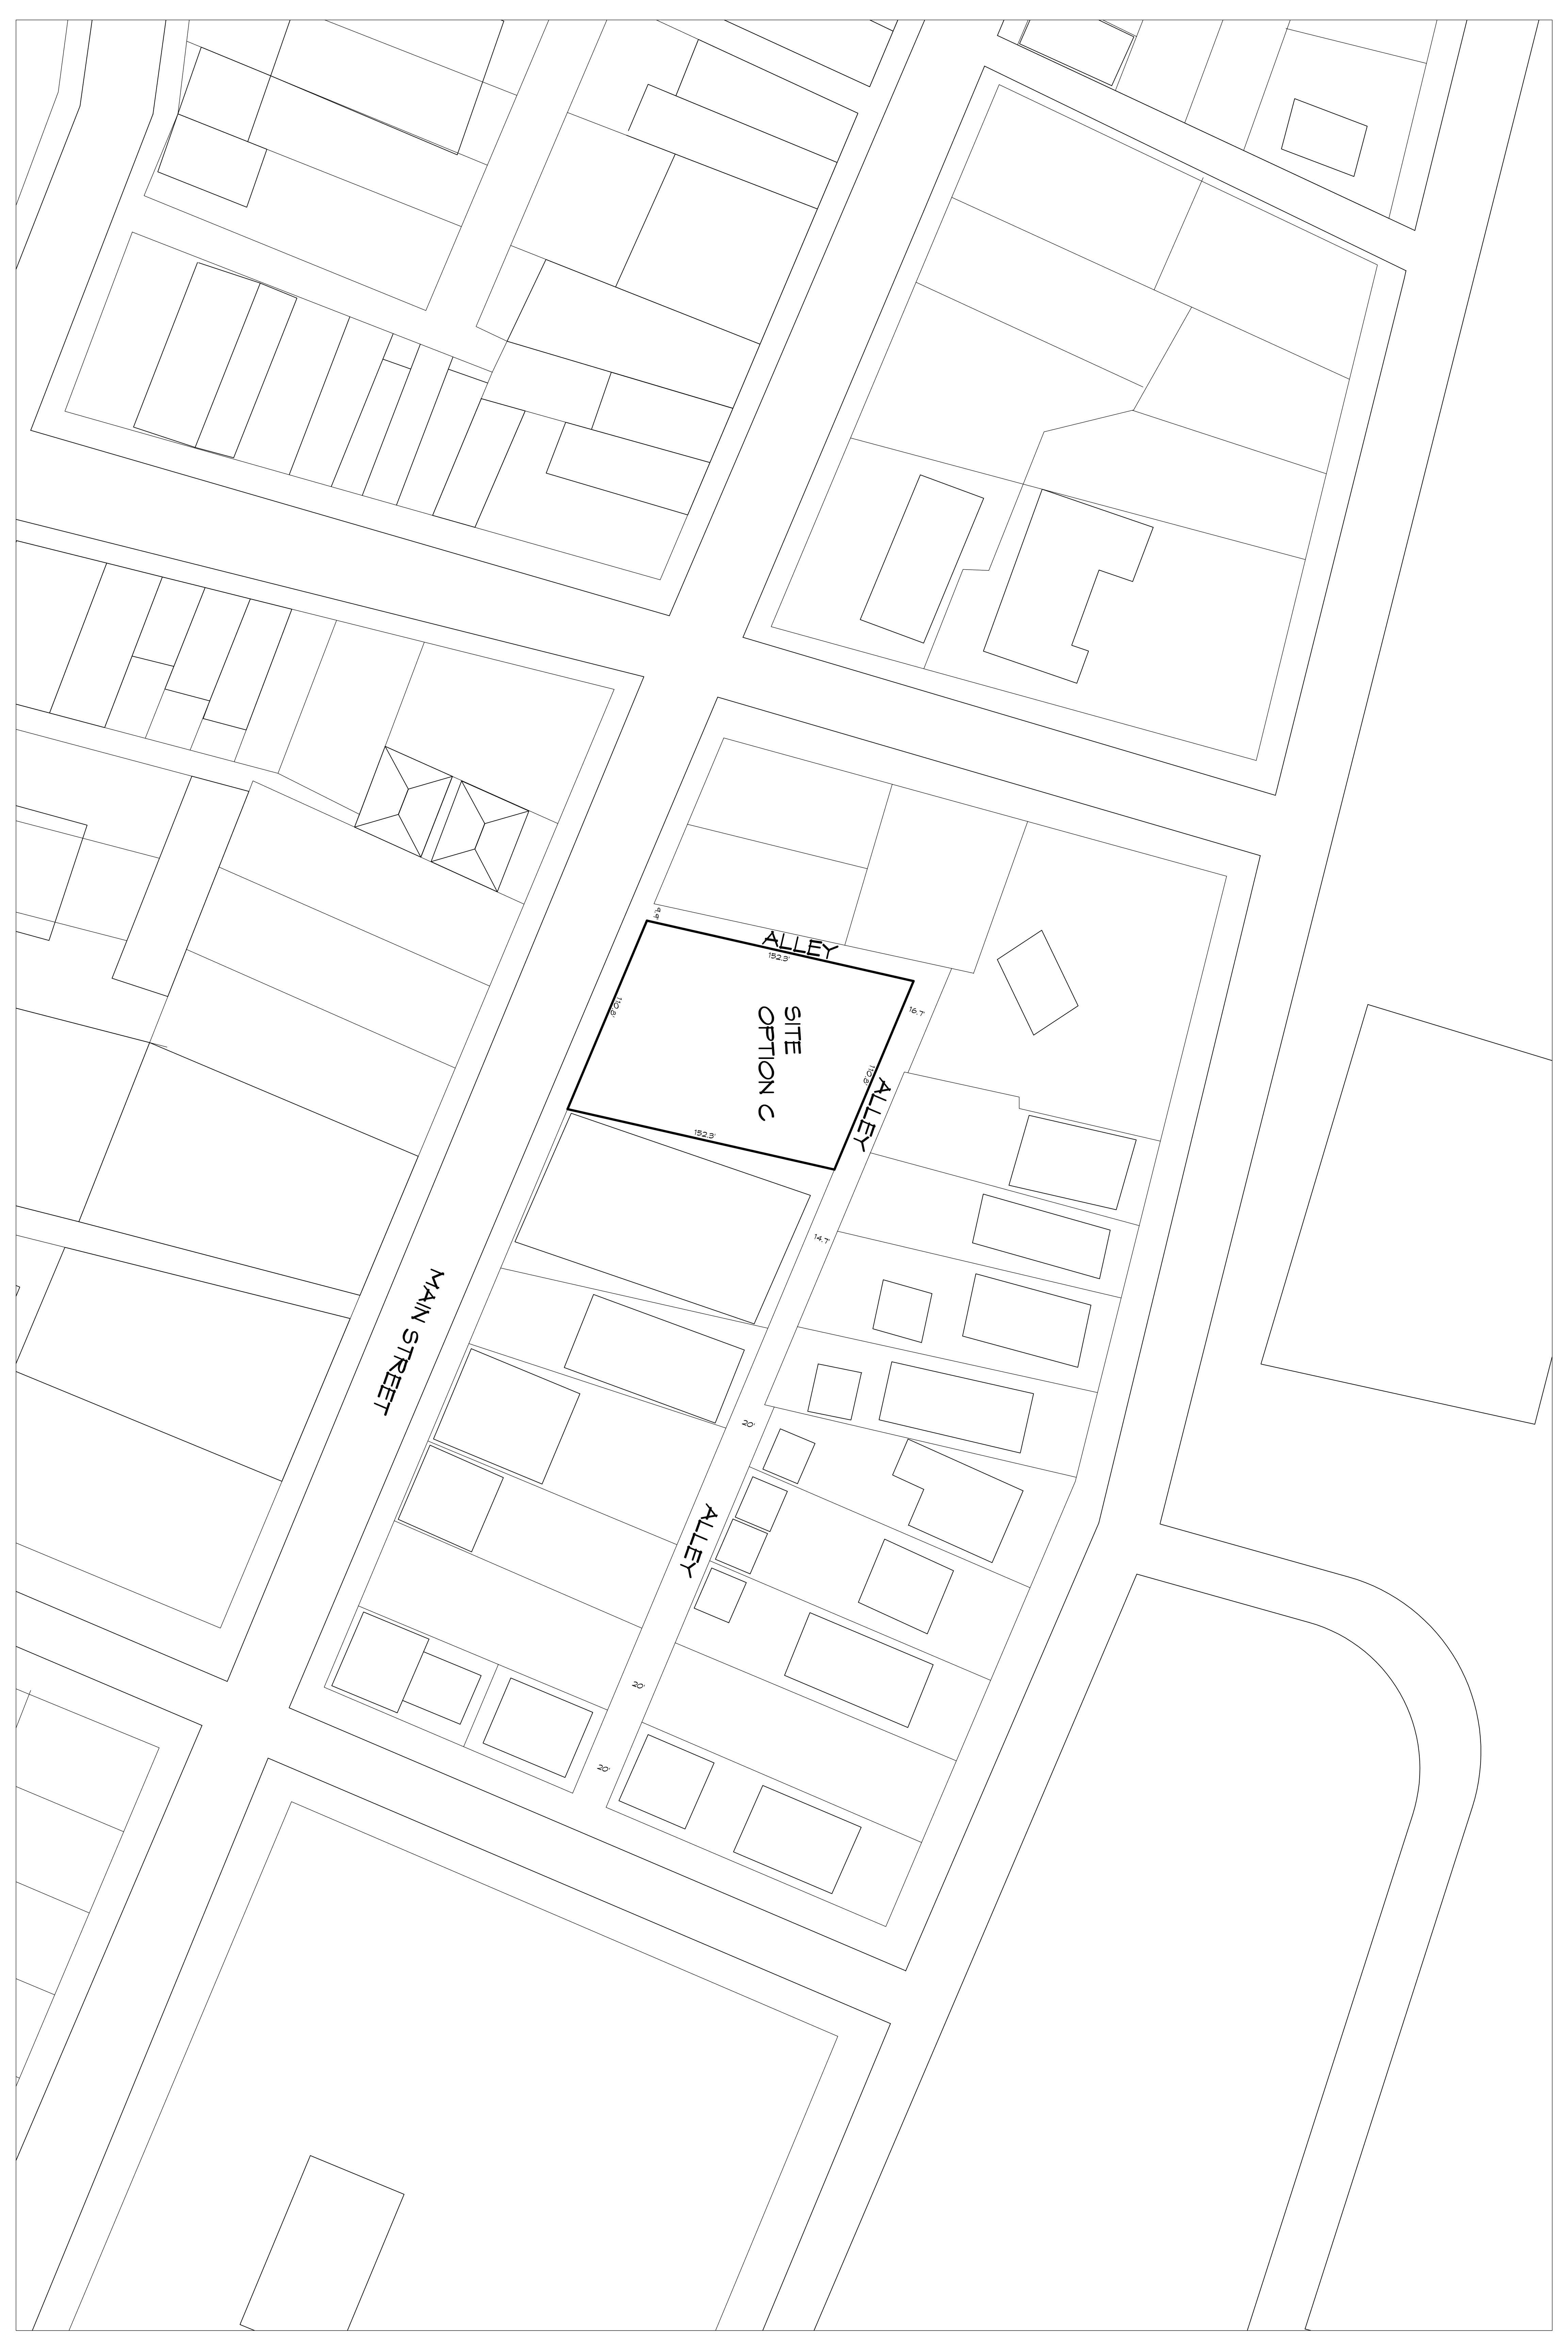 ALLEY
152.3'
110.8'
16.7'
SITE
OPTION C
110.8'
ALLEY
152.3'
14.7'
MAIN STREET
20'
ALLEY
20'
20'